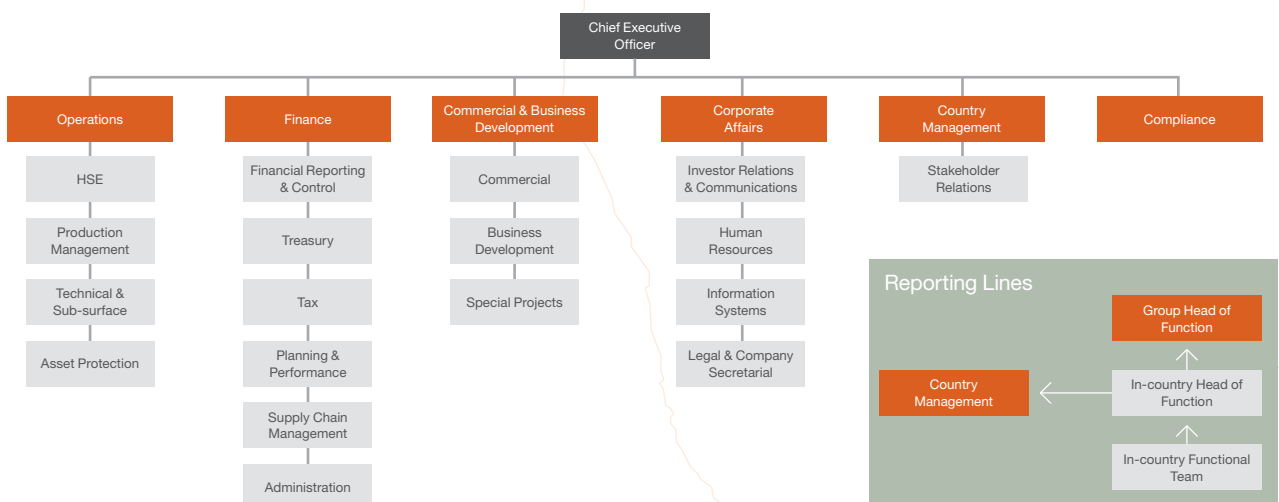 Chief Executive
Officer
Operations
Finance
Commercial & Business
Development
Corporate
Affairs
Country
Management
Compliance
HSE
Production
Management
Technical &
Sub-surface
Asset Protection
Financial Reporting
& Control
Treasury
Tax
Planning &
Performance
Supply Chain
Management
Administration
Commercial
Business
Development
Special Projects
Investor Relations
& Communications
Human
Resources
Information
Systems
Legal & Company
Secretarial
Stakeholder
Relations
Reporting Lines
Group Head of
Function
Country
Management
In-country Head of
Function
In-country Functional
Team